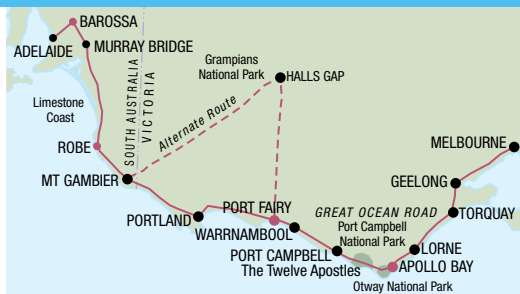 BAROSSA
ADELAIDE
MURRAY BRIDGE
Grampians
National Park
HALLS GAP
SOUTH AUSTRALIA
VICTORIA
Limestone
Coast
Alternate Route
ROBE
MELBOURNE
MT GAMBIER
GEELONG
PORT FAIRY
GREAT OCEAN ROAD
TORQUAY
PORTLAND
WARRNAMBOOL
Port Campbell
National Park
LORNE
PORT CAMPBELL
The Twelve Apostles
APOLLO BAY
Otway National Park